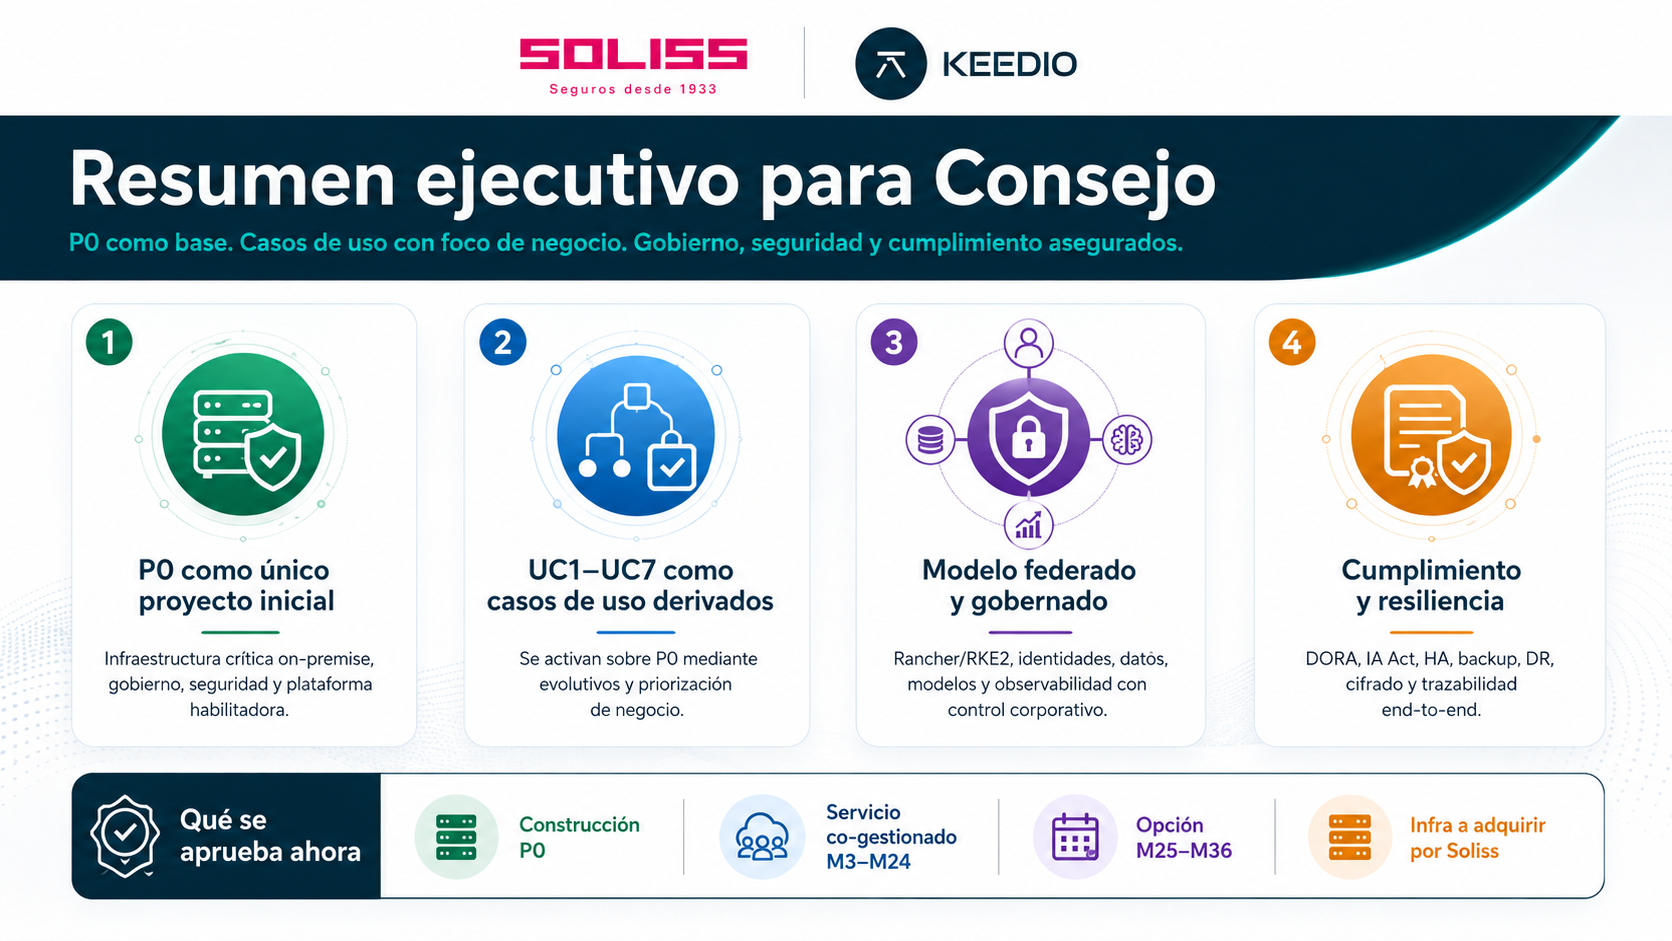 SOLISS
Seguros desde 1933
KEEDIO
Resumen ejecutivo para Consejo
P0 como base. Casos de uso con foco de negocio. Gobierno, seguridad y cumplimiento asegurados.
1
P0 como único
proyecto inicial
Infraestructura crítica on-premise,
gobierno, seguridad y plataforma
habilitadora.
2
UC1–UC7 como
casos de uso derivados
Se activan sobre P0 mediante
evolutivos y priorización
de negocio.
3
Modelo federado
y gobernado
Rancher/RKE2, identidades, datos,
modelos y observabilidad con
control corporativo.
4
Cumplimiento
y resiliencia
DORA, IA Act, HA, backup, DR,
cifrado y trazabilidad
end-to-end.
Qué se
aprueba ahora
Construcción
P0
Servicio
co-gestionado
M3–M24
Opción
M25–M36
Infra a adquirir
por Soliss